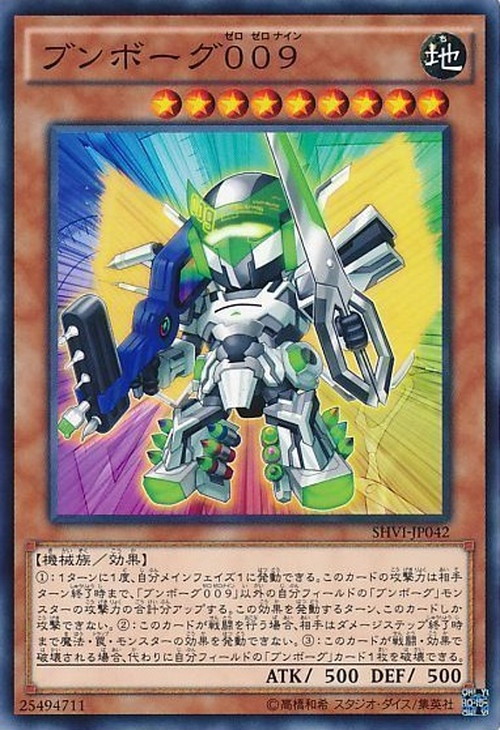 ゼロ ゼロ ナイン
ブンボーグ009
ち
地
SHVI-JP042
【機械族/効果】
①:1ターンに1度、自分メインフェイズ1に発動できる。このカードの攻撃力は相手
ターン終了時まで、「ブンボーグ009」以外の自分フィールドの「ブンボーグ」モン
スターの攻撃力の合計分アップする。この効果を発動するターン、このカードしか
攻撃できない。②:このカードが戦闘を行う場合、相手はダメージステップ終了時
まで魔法・罠・モンスターの効果を発動できない。③:このカードが戦闘・効果で
破壊される場合、代わりに自分フィールドの「ブンボーグ」カード1枚を破壊できる。
ATK/ 500 DEF/ 500
25494711
©高橋和希 スタジオ・ダイス/集英社